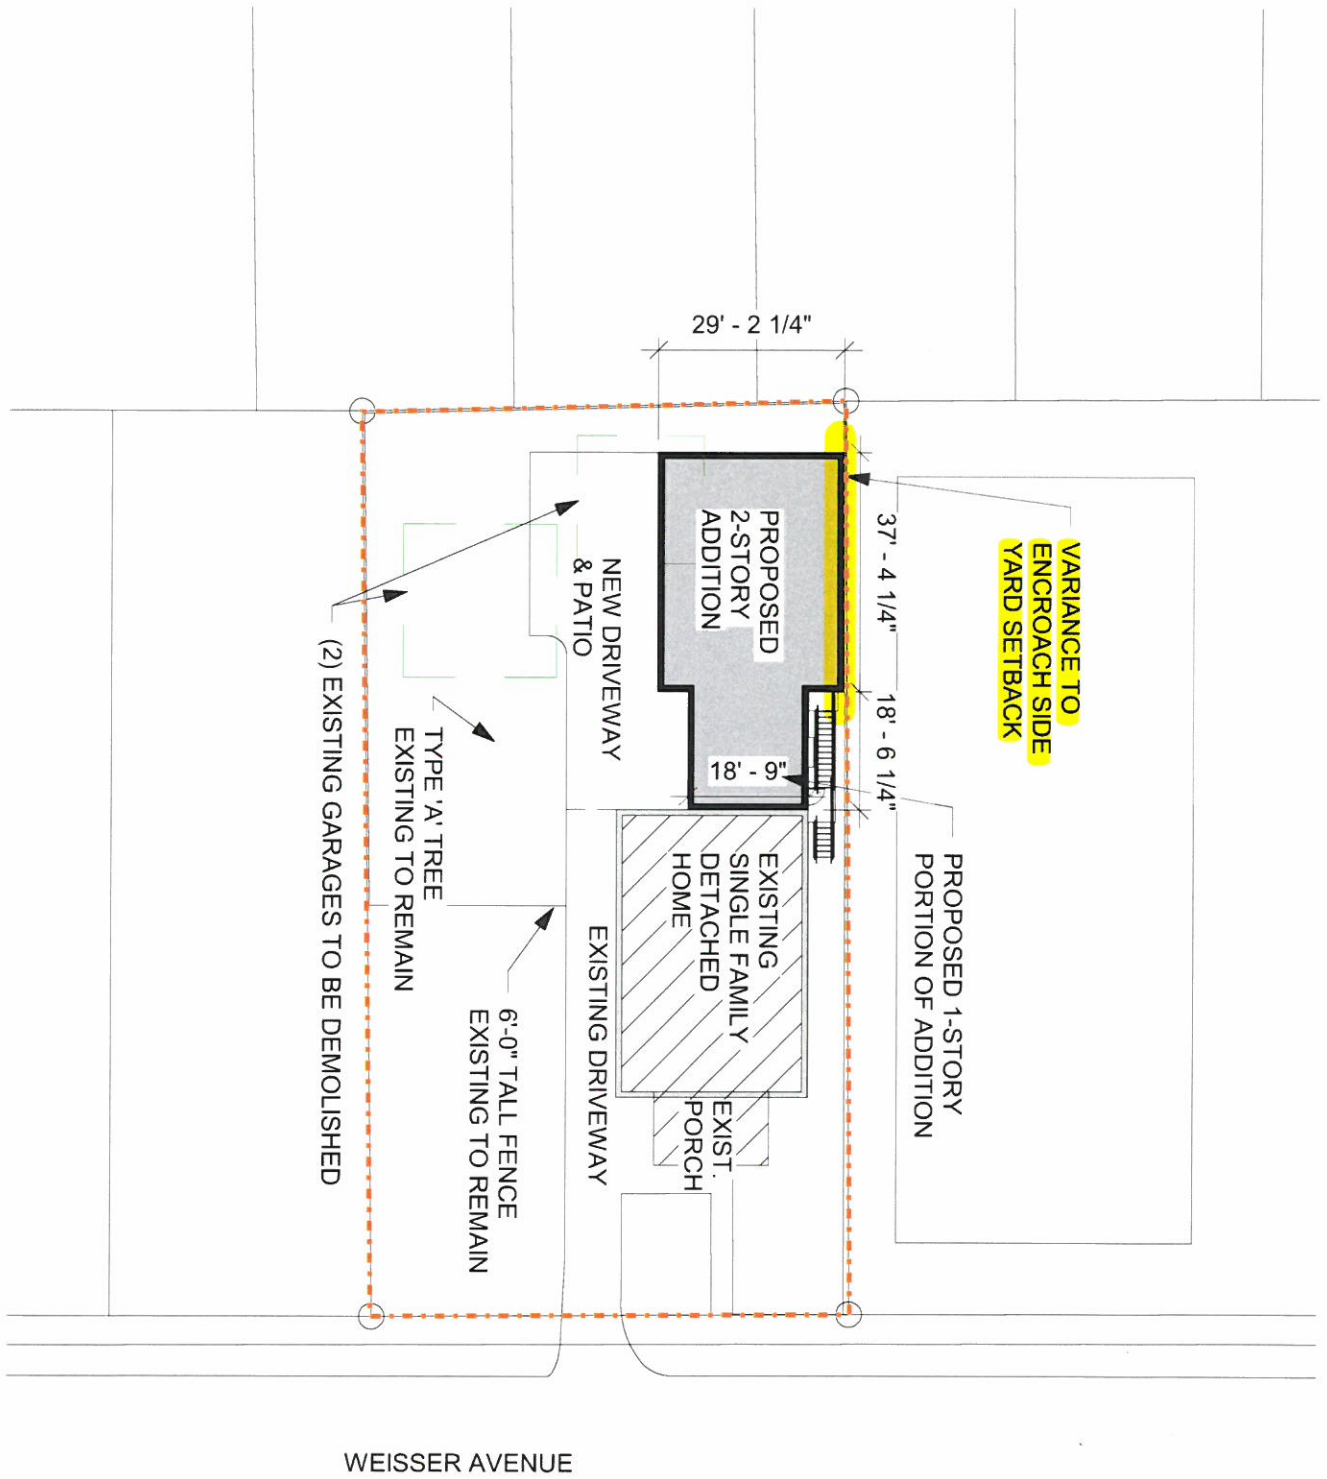 29' - 2 1/4"
37' - 4 1/4"
18' - 6 1/4"
18' - 9"
VARIANCE TO
ENCROACH SIDE
YARD SETBACK
PROPOSED
2-STORY
ADDITION
NEW DRIVEWAY
& PATIO
(2) EXISTING GARAGES TO BE DEMOLISHED
TYPE 'A' TREE
EXISTING TO REMAIN
PROPOSED 1-STORY
PORTION OF ADDITION
EXISTING
SINGLE FAMILY
DETACHED
HOME
EXISTING DRIVEWAY
6'-0" TALL FENCE
EXISTING TO REMAIN
EXIST.
PORCH
WEISSER AVENUE